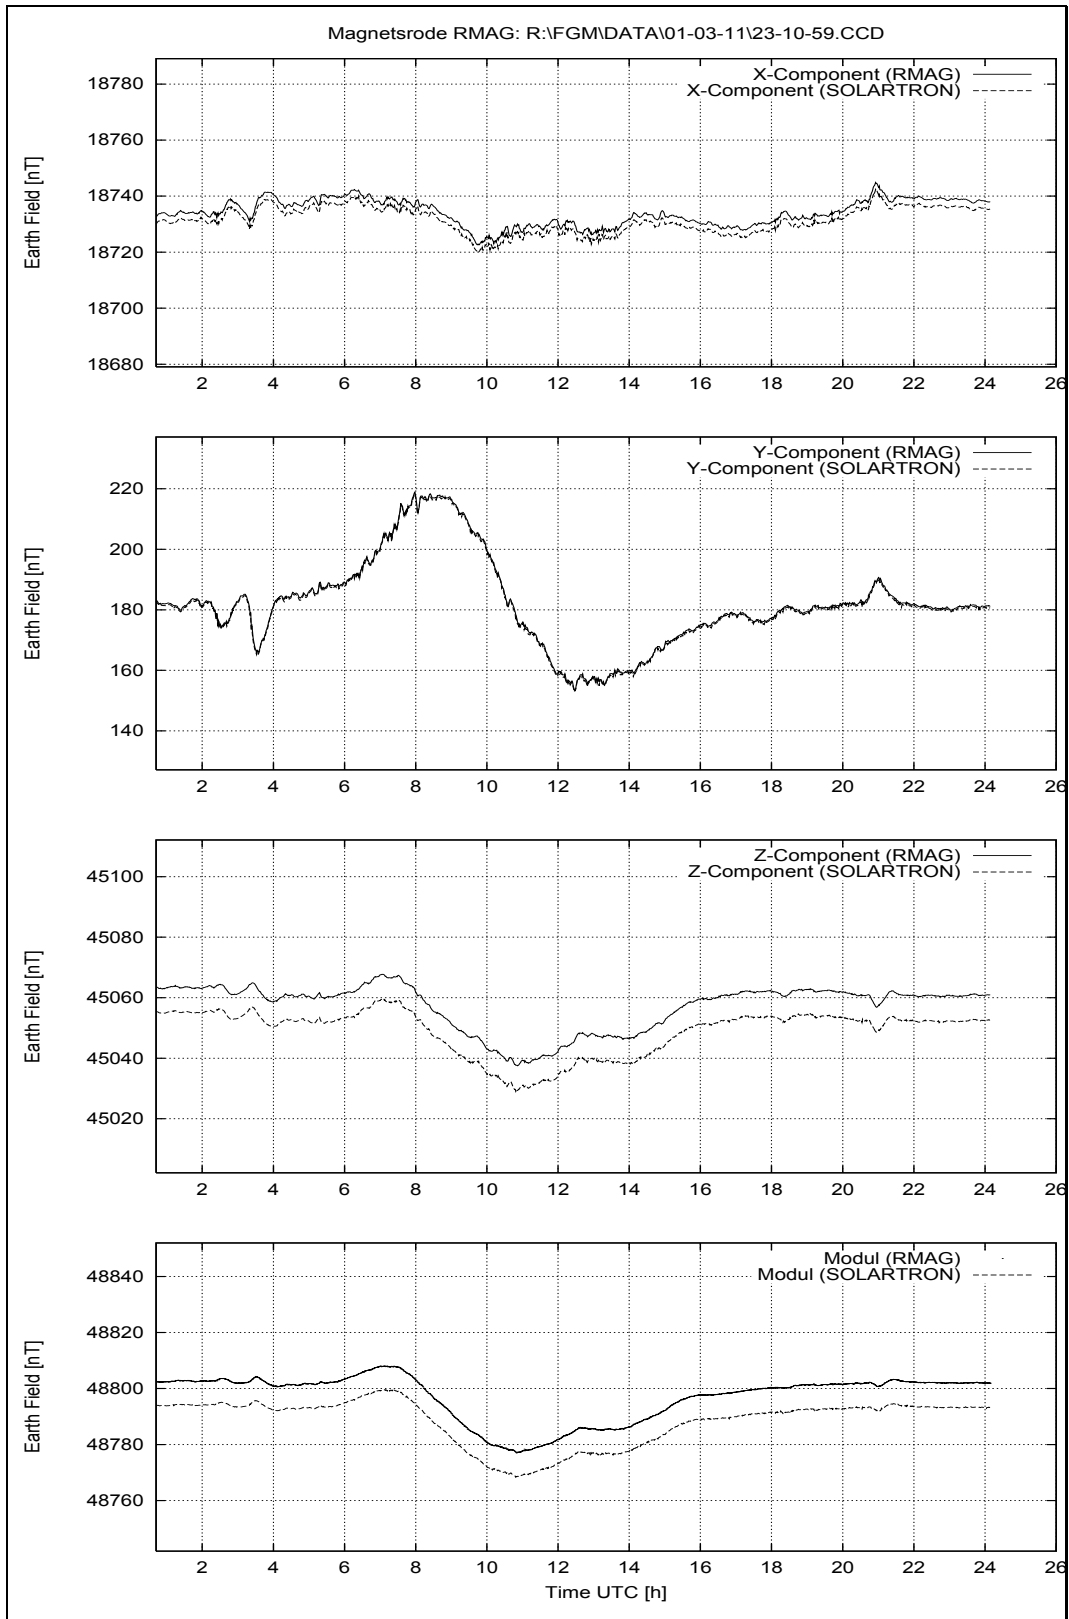 Magnetsrode RMAG: R:\FGM\DATA\01-03-11\23-10-59.CCD
X-Component (RMAG)
X-Component (SOLARTRON)
Earth Field [nT]
18780
18760
18740
18720
18700
18680
2 4 6 8 10 12 14 16 18 20 22 24 26
Y-Component (RMAG)
Y-Component (SOLARTRON)
Earth Field [nT]
220
200
180
160
140
2 4 6 8 10 12 14 16 18 20 22 24 26
Z-Component (RMAG)
Z-Component (SOLARTRON)
Earth Field [nT]
45100
45080
45060
45040
45020
2 4 6 8 10 12 14 16 18 20 22 24 26
Modul (RMAG)
Modul (SOLARTRON)
Earth Field [nT]
48840
48820
48800
48780
48760
2 4 6 8 10 12 14 16 18 20 22 24 26
Time UTC [h]